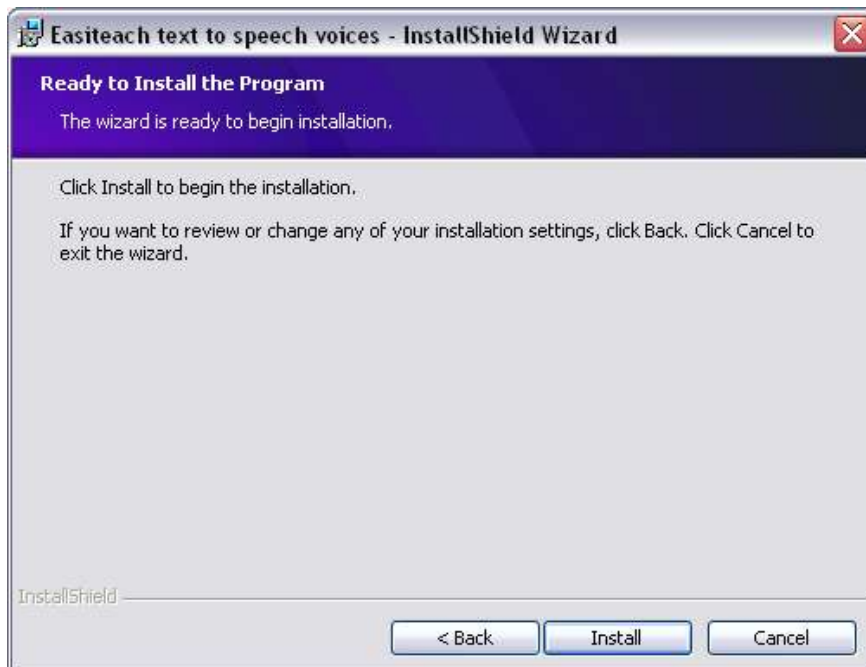 Easiteach text to speech voices - InstallShield Wizard
Ready to Install the Program
The wizard is ready to begin installation.
Click Install to begin the installation.
If you want to review or change any of your installation settings, click Back. Click Cancel to
exit the wizard.
InstallShield
< Back Install Cancel